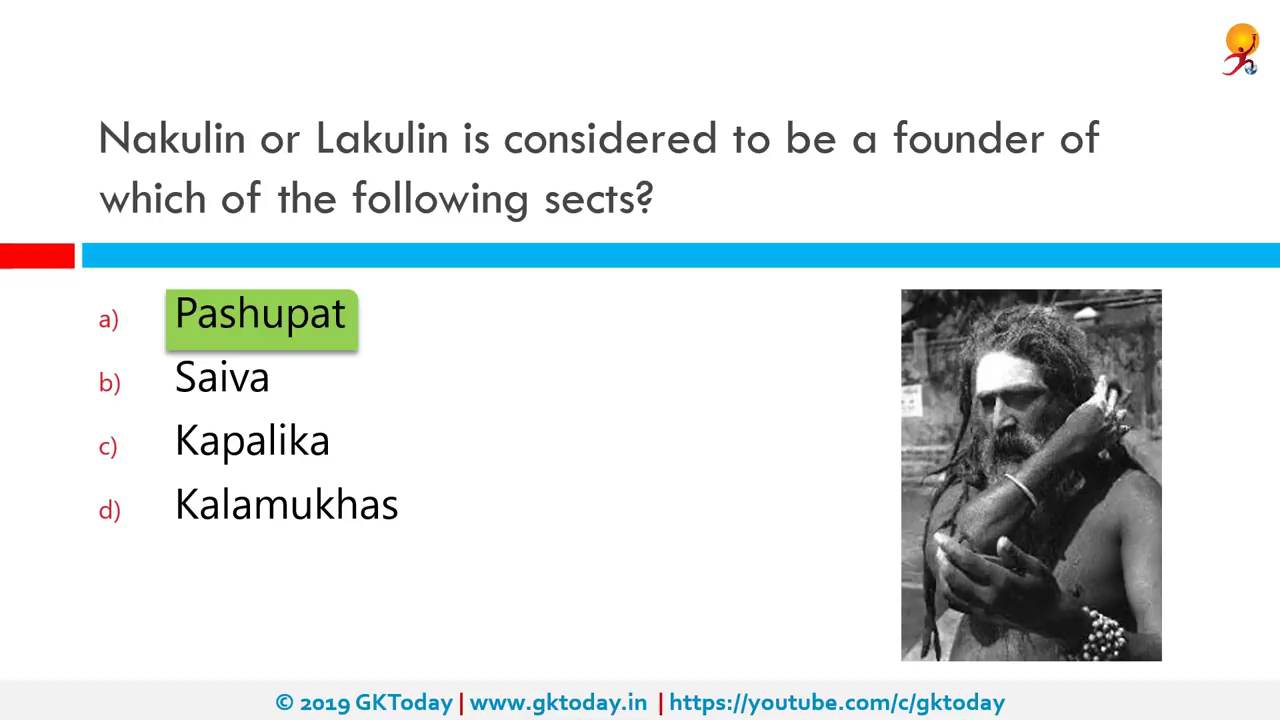 Nakulin or Lakulin is considered to be a founder of
which of the following sects?
a) Pashupat
b) Saiva
c) Kapalika
d) Kalamukhas
© 2019 GKToday | www.gktoday.in | https://youtube.com/c/gktoday